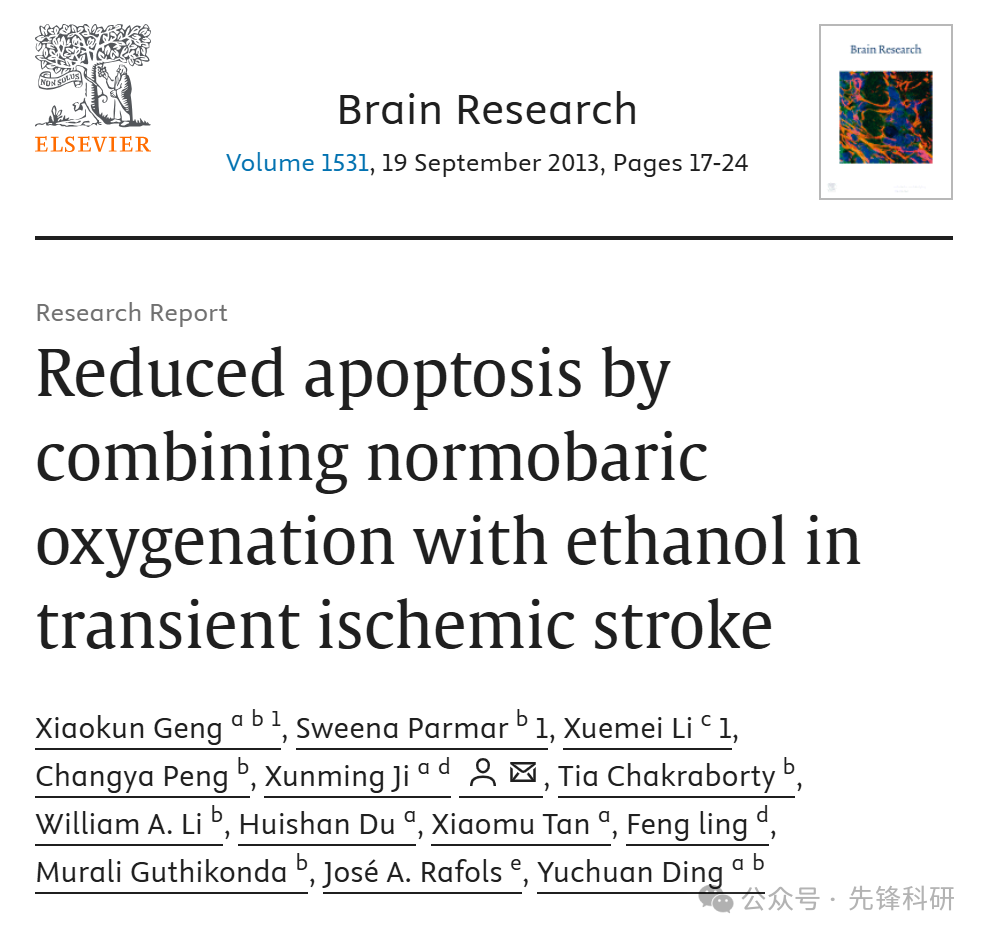 NON SOLUS
ELSEVIER
Brain Research
Volume 1531, 19 September 2013, Pages 17-24
Brain Research
Research Report
Reduced apoptosis by
combining normobaric
oxygenation with ethanol in
transient ischemic stroke
Xiaokun Geng a b 1, Sweena Parmar b 1, Xuemei Li c 1,
Changya Peng b, Xunming Ji a d, Tia Chakraborty b,
William A. Li b, Huishan Du a, Xiaomu Tan a, Feng ling d,
Murali Guthikonda b, José A. Rafols e, Yuchuan Ding a b
公众号 · 先锋科研